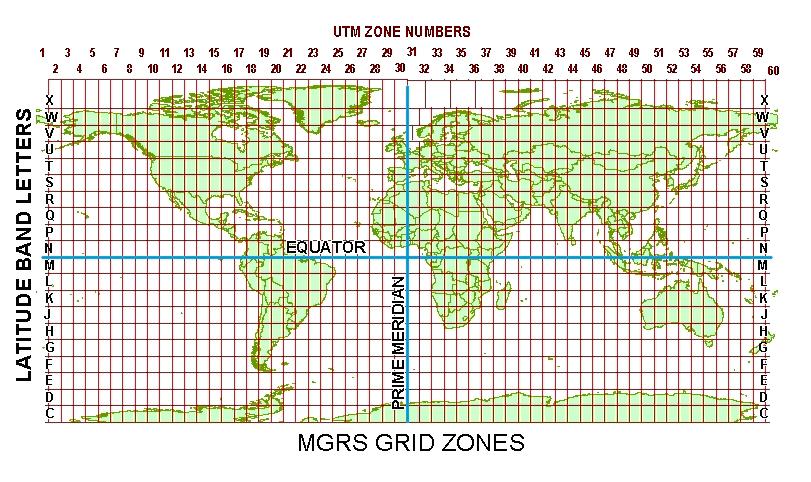 UTM ZONE NUMBERS
1 3 5 7 9 11 13 15 17 19 21 23 25 27 29 31 33 35 37 39 41 43 45 47 49 51 53 55 57 59
2 4 6 8 10 12 14 16 18 20 22 24 26 28 30 32 34 36 38 40 42 44 46 48 50 52 54 56 58 60
LATITUDE BAND LETTERS
X X
W W
V V
U U
T T
S S
R R
Q Q
P P
N EQUATOR N
M M
L L
K K
J J
H H
G G
F F
E E
D D
C C
PRIME MERIDIAN
MGRS GRID ZONES